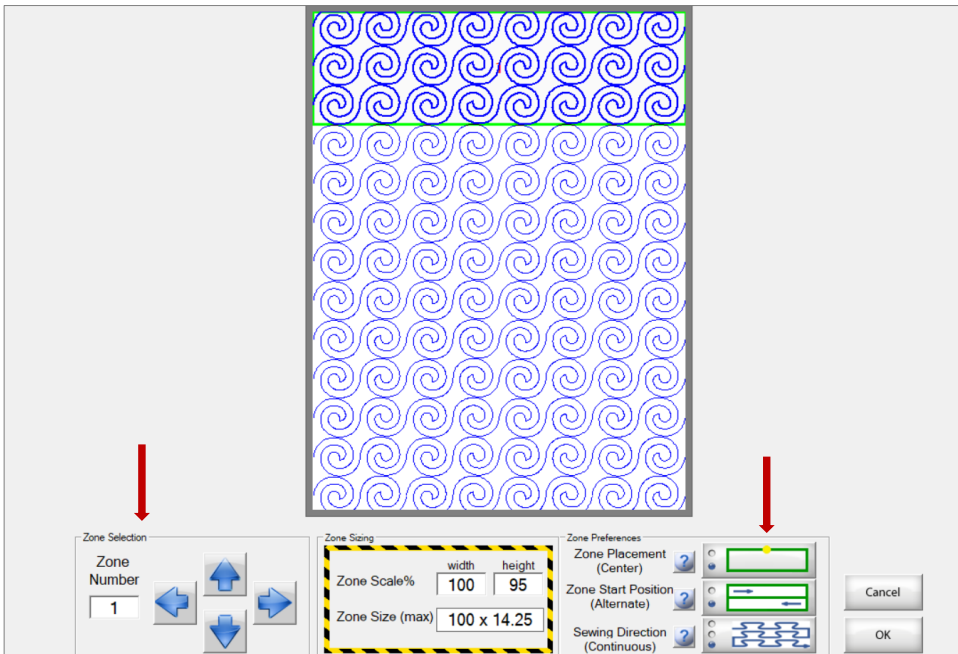 Zone Selection
Zone
Number
1
Zone Sizing
width height
Zone Scale% 100 95
Zone Size (max) 100 x 14.25
Zone Preferences
Zone Placement
(Center)
?
Zone Start Position
(Alternate)
?
Sewing Direction
(Continuous)
?
Cancel
OK